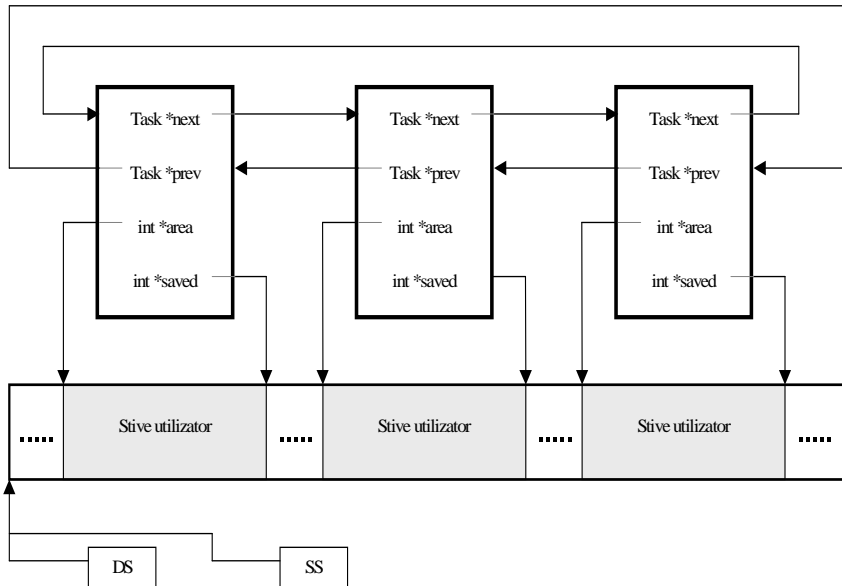 Task *next
Task *next
Task *next
Task *prev
Task *prev
Task *prev
int *area
int *area
int *area
int *saved
int *saved
int *saved
..... Stive utilizator ..... Stive utilizator ..... Stive utilizator .....
DS
SS